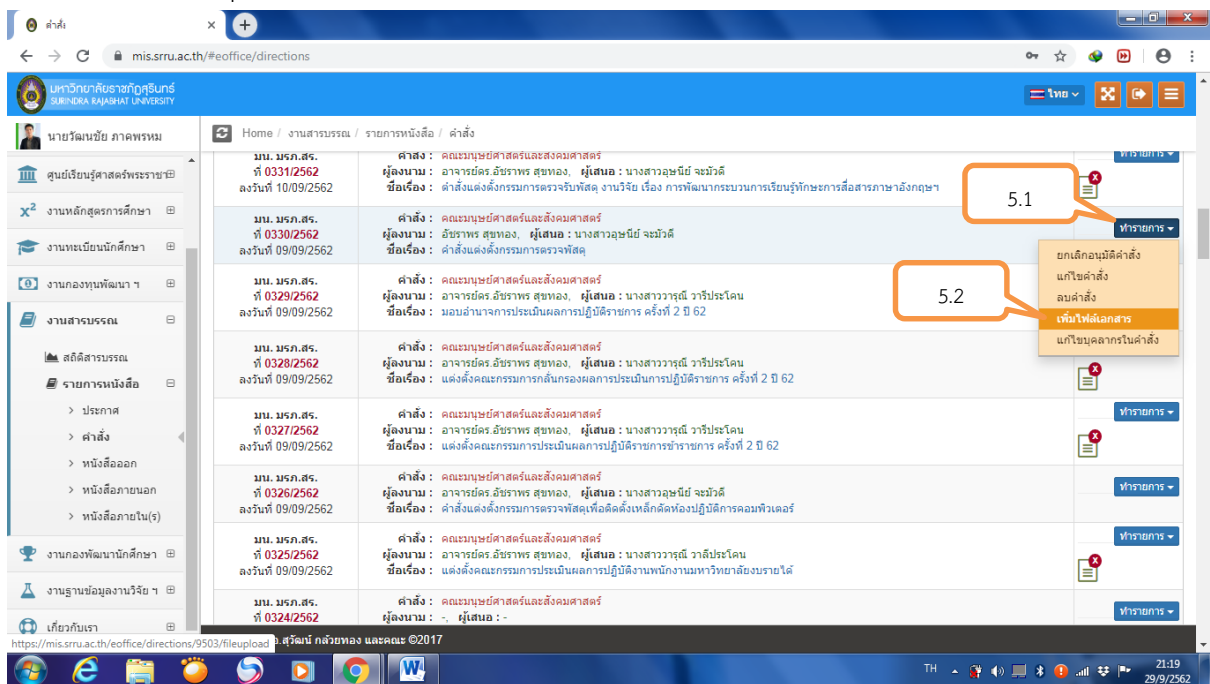 คำสั่ง
mis.srru.ac.th/#eoffice/directions
มหาวิทยาลัยราชภัฏสุรินทร์
SURINDRA RAJABHAT UNIVERSITY
ไทย
นายวัฒนชัย ภาคพรหม
Home / งานสารบรรณ / รายการหนังสือ / คำสั่ง
ศูนย์เรียนรู้ศาสตร์พระราชา
งานหลักสูตรการศึกษา
งานทะเบียนนักศึกษา
งานกองทุนพัฒนา ฯ
งานสารบรรณ
สถิติสารบรรณ
รายการหนังสือ
> ประกาศ
> คำสั่ง
> หนังสือออก
> หนังสือภายนอก
> หนังสือภายใน(ร)
งานกองพัฒนานักศึกษา
งานฐานข้อมูลงานวิจัย ฯ
เกี่ยวกับเรา
มน. มรภ.สร. คำสั่ง : คณะมนุษย์ศาสตร์และสังคมศาสตร์ ทำรายการ
ที่ 0331/2562 ผู้ลงนาม : อาจารย์ดร.อัชราพร สุขทอง, ผู้เสนอ : นางสาวอุษณีย์ จะมัวดี
ลงวันที่ 10/09/2562 ชื่อเรื่อง : คำสั่งแต่งตั้งกรรมการตรวจรับพัสดุ งานวิจัย เรื่อง การพัฒนากระบวนการเรียนรู้ทักษะการสื่อสารภาษาอังกฤษฯ
5.1
มน. มรภ.สร. คำสั่ง : คณะมนุษย์ศาสตร์และสังคมศาสตร์
ที่ 0330/2562 ผู้ลงนาม : อัชราพร สุขทอง, ผู้เสนอ : นางสาวอุษณีย์ จะมัวดี ทำรายการ
ลงวันที่ 09/09/2562 ชื่อเรื่อง : คำสั่งแต่งตั้งกรรมการตรวจพัสดุ
ยกเลิกอนุมัติคำสั่ง
แก้ไขคำสั่ง
ลบคำสั่ง
เพิ่มไฟล์เอกสาร
แก้ไขบุคลากรในคำสั่ง
5.2
มน. มรภ.สร. คำสั่ง : คณะมนุษย์ศาสตร์และสังคมศาสตร์
ที่ 0329/2562 ผู้ลงนาม : อาจารย์ดร.อัชราพร สุขทอง, ผู้เสนอ : นางสาววารุณี วารีประโคน
ลงวันที่ 09/09/2562 ชื่อเรื่อง : มอบอำนาจการประเมินผลการปฏิบัติราชการ ครั้งที่ 2 ปี 62
มน. มรภ.สร. คำสั่ง : คณะมนุษย์ศาสตร์และสังคมศาสตร์
ที่ 0328/2562 ผู้ลงนาม : อาจารย์ดร.อัชราพร สุขทอง, ผู้เสนอ : นางสาววารุณี วารีประโคน
ลงวันที่ 09/09/2562 ชื่อเรื่อง : แต่งตั้งคณะกรรมการกลั่นกรองผลการประเมินการปฏิบัติราชการ ครั้งที่ 2 ปี 62
มน. มรภ.สร. คำสั่ง : คณะมนุษย์ศาสตร์และสังคมศาสตร์ ทำรายการ
ที่ 0327/2562 ผู้ลงนาม : อาจารย์ดร.อัชราพร สุขทอง, ผู้เสนอ : นางสาววารุณี วารีประโคน
ลงวันที่ 09/09/2562 ชื่อเรื่อง : แต่งตั้งคณะกรรมการประเมินผลการปฏิบัติราชการข้าราชการ ครั้งที่ 2 ปี 62
มน. มรภ.สร. คำสั่ง : คณะมนุษย์ศาสตร์และสังคมศาสตร์
ที่ 0326/2562 ผู้ลงนาม : อาจารย์ดร.อัชราพร สุขทอง, ผู้เสนอ : นางสาวอุษณีย์ จะมัวดี ทำรายการ
ลงวันที่ 09/09/2562 ชื่อเรื่อง : คำสั่งแต่งตั้งกรรมการตรวจพัสดุเพื่อติดตั้งเหล็กดัดห้องปฏิบัติการคอมพิวเตอร์
มน. มรภ.สร. คำสั่ง : คณะมนุษย์ศาสตร์และสังคมศาสตร์ ทำรายการ
ที่ 0325/2562 ผู้ลงนาม : อาจารย์ดร.อัชราพร สุขทอง, ผู้เสนอ : นางสาววารุณี วาลีประโคน
ลงวันที่ 09/09/2562 ชื่อเรื่อง : แต่งตั้งคณะกรรมการประเมินผลการปฏิบัติงานพนักงานมหาวิทยาลัยงบรายได้
มน. มรภ.สร. คำสั่ง : คณะมนุษย์ศาสตร์และสังคมศาสตร์
ที่ 0324/2562 ผู้ลงนาม : -, ผู้เสนอ : - ทำรายการ
https://mis.srru.ac.th/eoffice/directions/9503/fileupload อ.สุวัฒน์ กล้วยทอง และคณะ ©2017
TH 21:19
29/9/2562